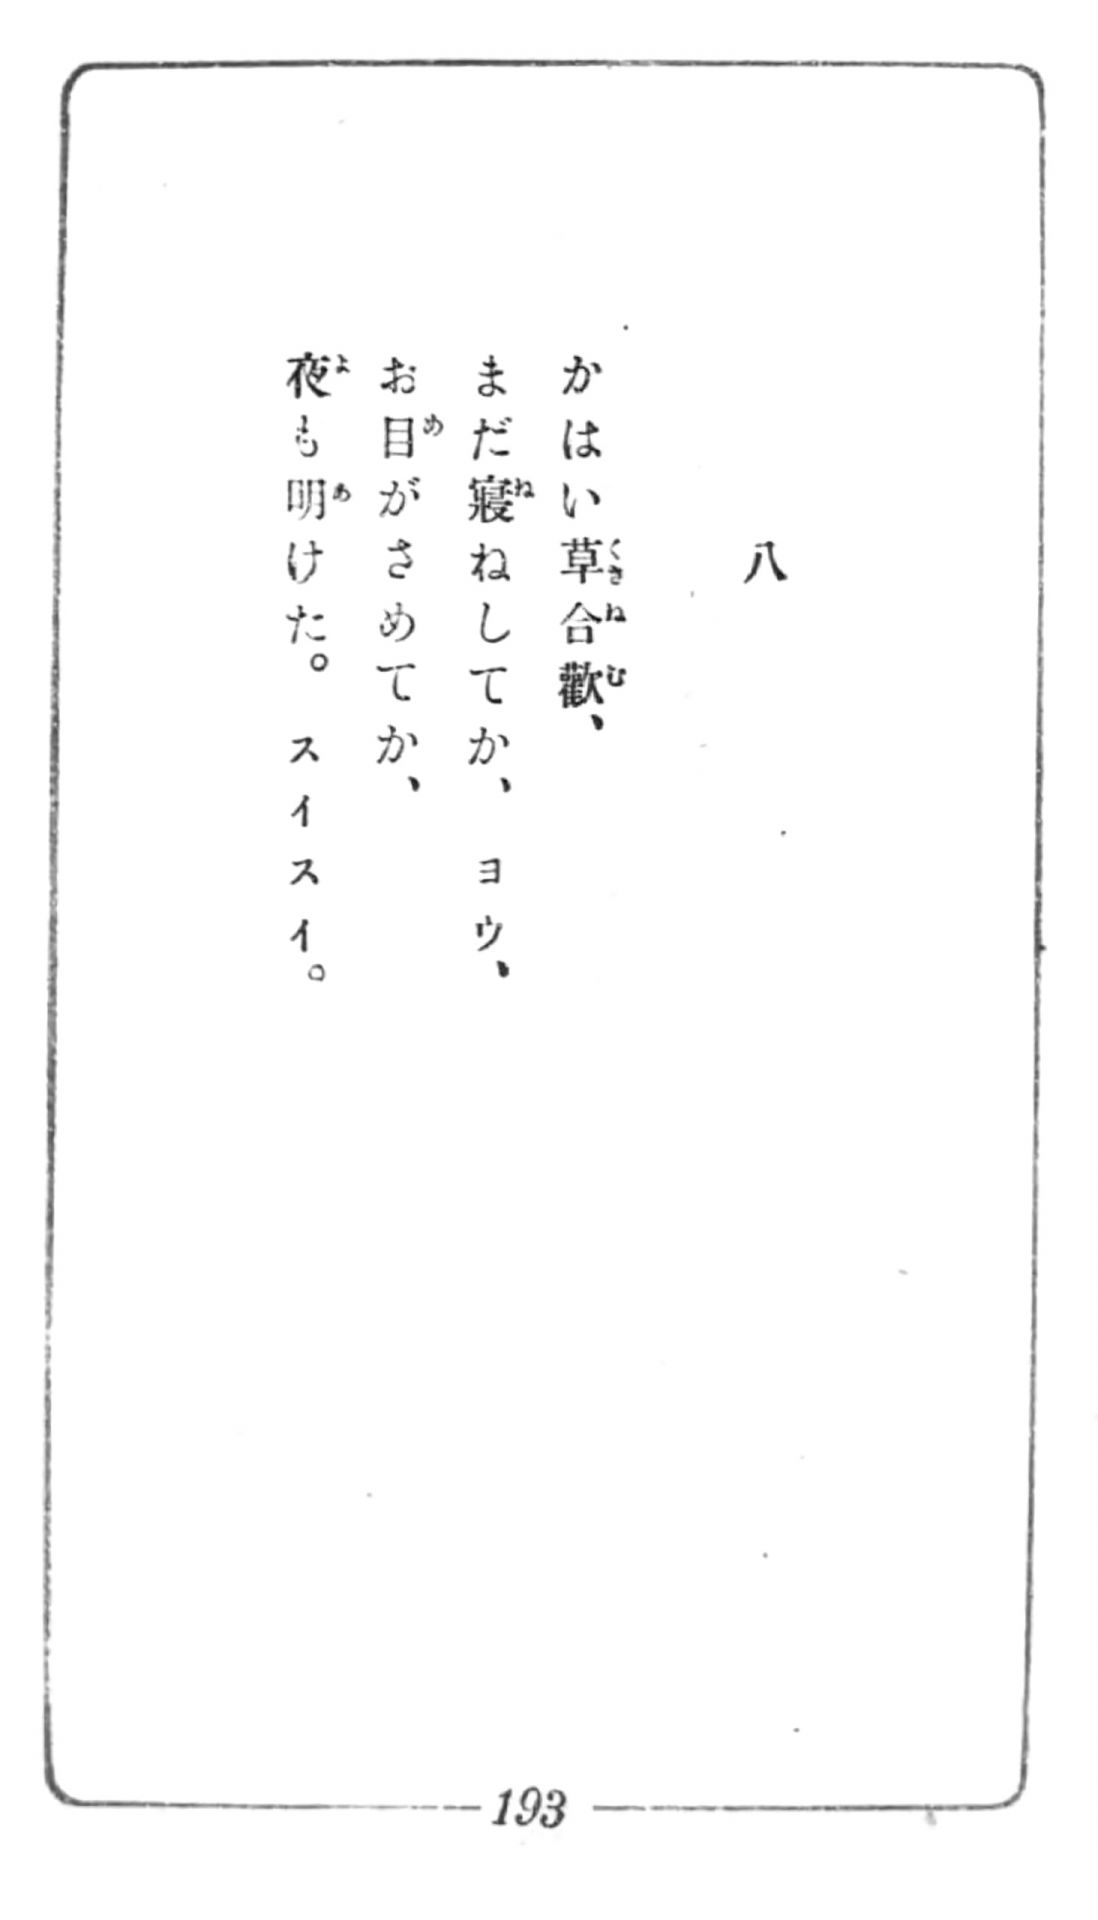 八
かはい草合歡、
まだ寢ねしてか、　ヨウ、
お目がさめてか、
夜も明けた。　スイスイ。
193